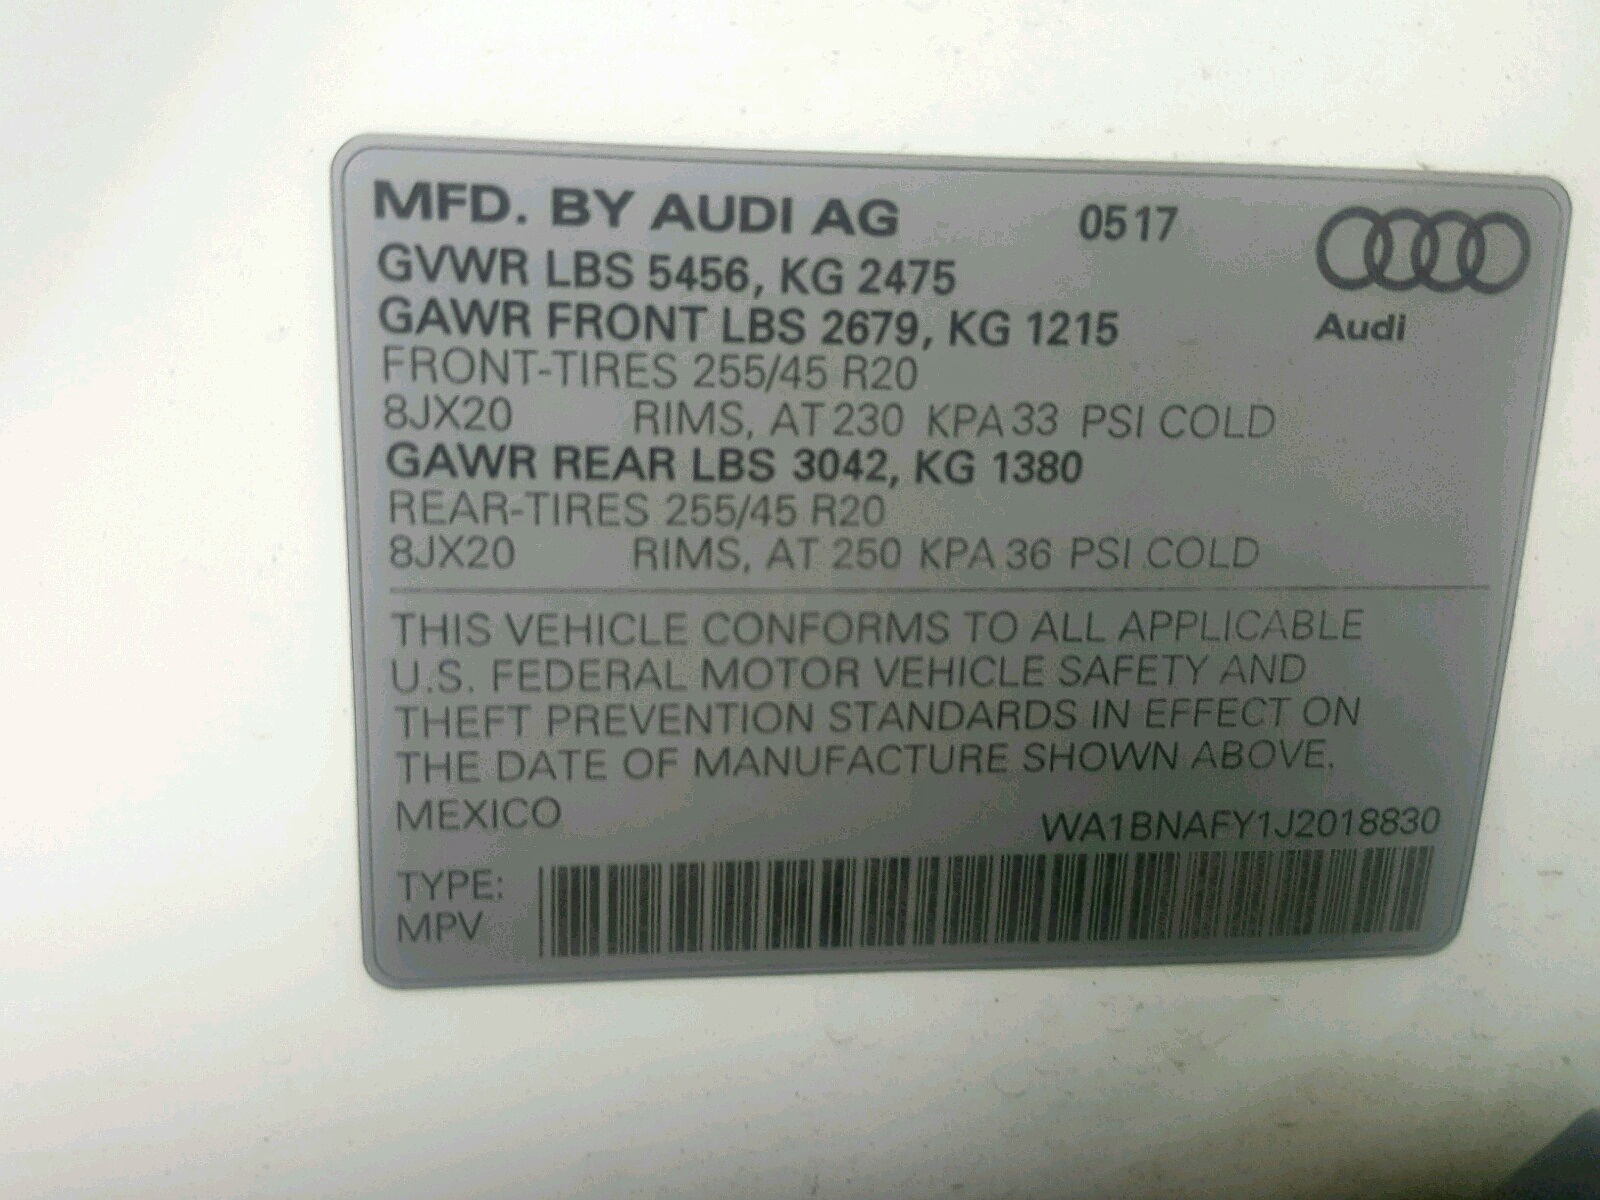 MFD. BY AUDI AG 0517
GVWR LBS 5456, KG 2475
GAWR FRONT LBS 2679, KG 1215
Audi
FRONT-TIRES 255/45 R20
8JX20 RIMS, AT 230 KPA 33 PSI COLD
GAWR REAR LBS 3042, KG 1380
REAR-TIRES 255/45 R20
8JX20 RIMS, AT 250 KPA 36 PSI COLD
THIS VEHICLE CONFORMS TO ALL APPLICABLE
U.S. FEDERAL MOTOR VEHICLE SAFETY AND
THEFT PREVENTION STANDARDS IN EFFECT ON
THE DATE OF MANUFACTURE SHOWN ABOVE.
MEXICO WA1BNAFY1J2018830
TYPE:
MPV